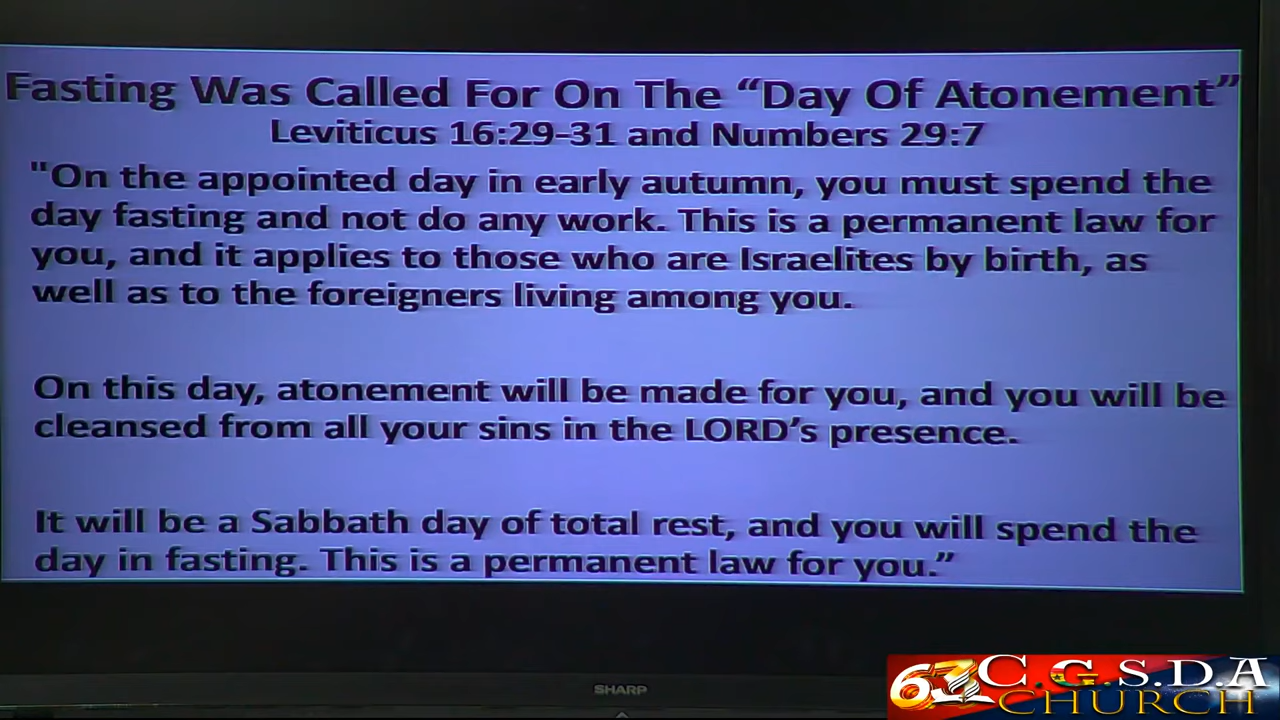 Fasting Was Called For On The “Day Of Atonement”
Leviticus 16:29-31 and Numbers 29:7
"On the appointed day in early autumn, you must spend the
day fasting and not do any work. This is a permanent law for
you, and it applies to those who are Israelites by birth, as
well as to the foreigners living among you.
On this day, atonement will be made for you, and you will be
cleansed from all your sins in the LORD’s presence.
It will be a Sabbath day of total rest, and you will spend the
day in fasting. This is a permanent law for you.”
SHARP
C.G.S.D.A
CHURCH